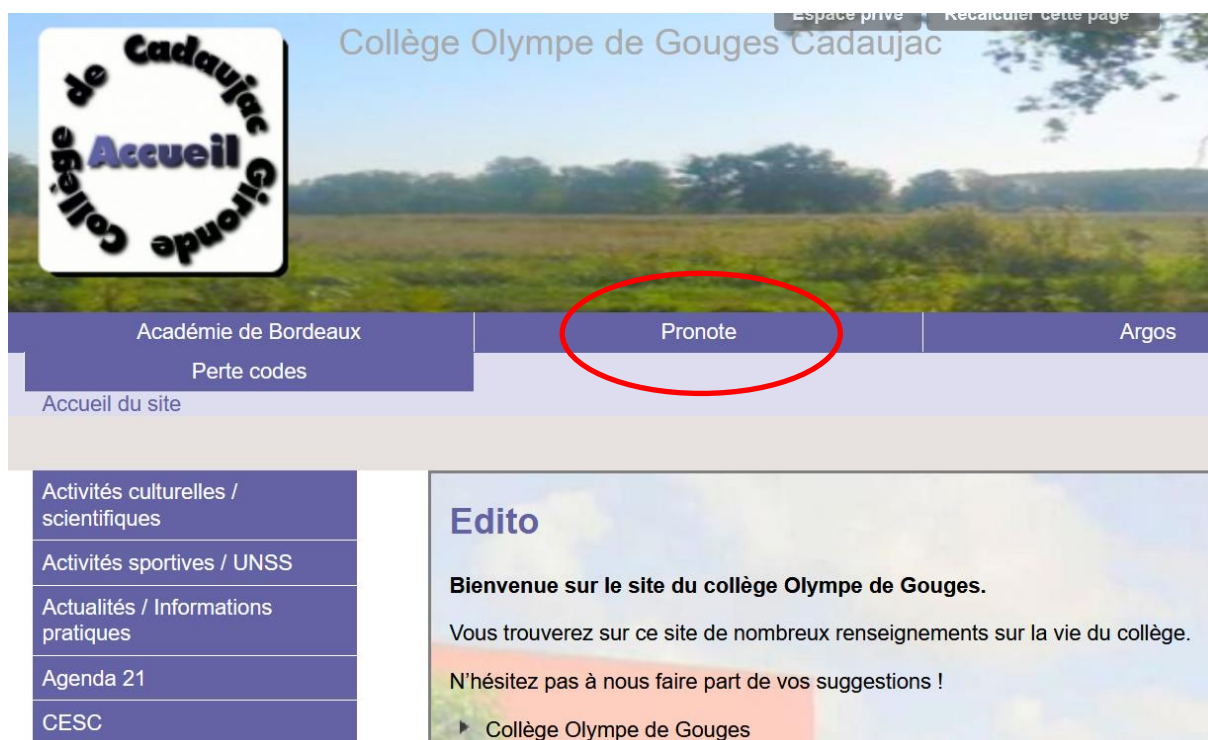 Espace privé
Recalculer cette page
Collège Olympe de Gouges Cadaujac
Collège de Cadaujac Gironde
Accueil
Académie de Bordeaux
Pronote
Argos
Perte codes
Accueil du site
Activités culturelles /
scientifiques
Activités sportives / UNSS
Actualités / Informations
pratiques
Agenda 21
CESC
Edito
Bienvenue sur le site du collège Olympe de Gouges.
Vous trouverez sur ce site de nombreux renseignements sur la vie du collège.
N'hésitez pas à nous faire part de vos suggestions !
Collège Olympe de Gouges